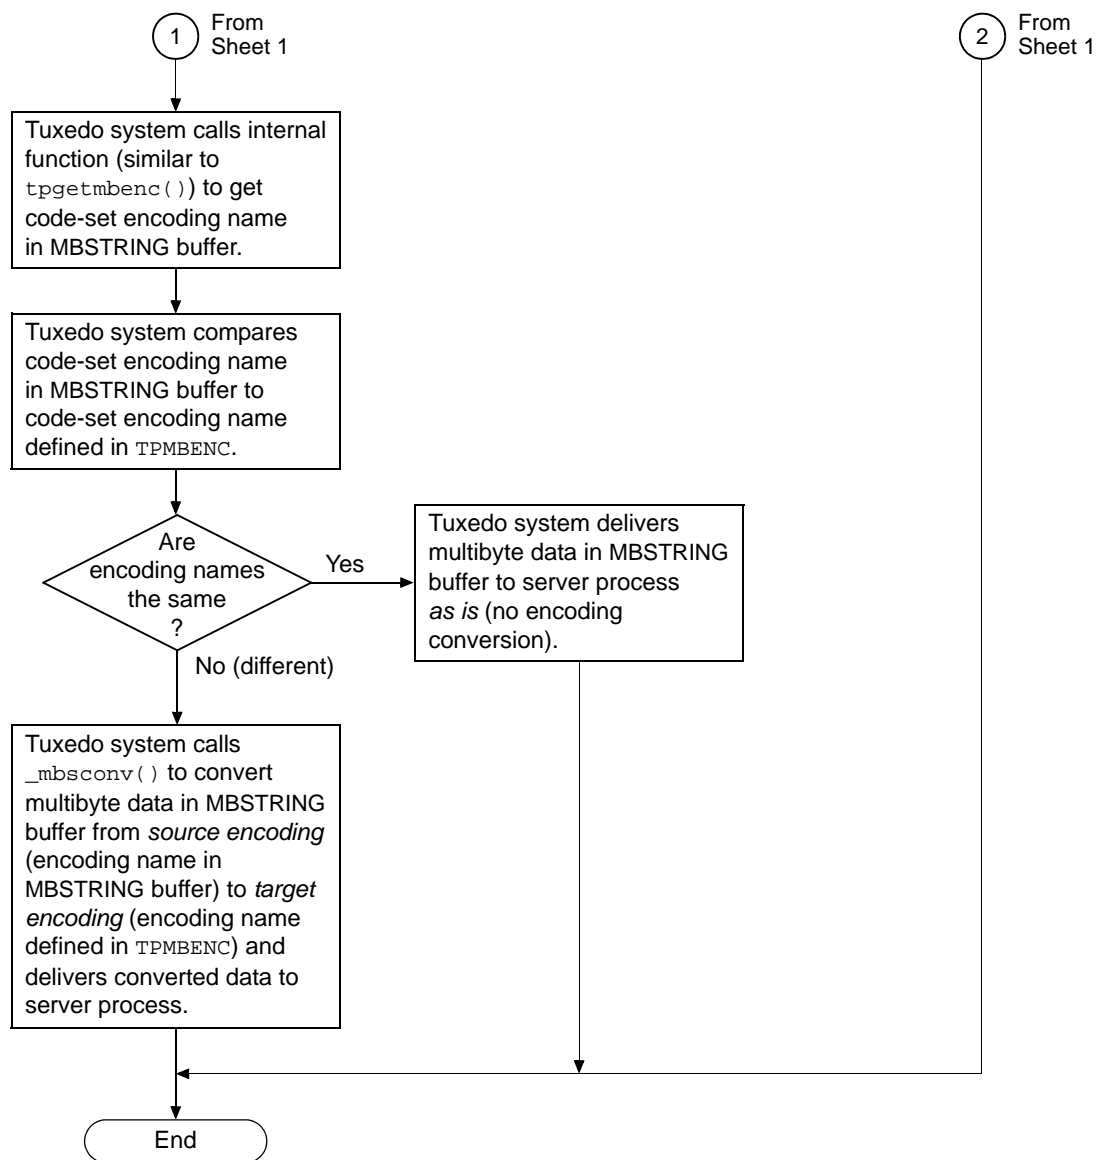 1
From
Sheet 1
2
From
Sheet 1
Tuxedo system calls internal
function (similar to
tpgetmbenc()) to get
code-set encoding name
in MBSTRING buffer.
Tuxedo system compares
code-set encoding name
in MBSTRING buffer to
code-set encoding name
defined in TPMBENC.
Are
encoding names
the same
?
Yes
Tuxedo system delivers
multibyte data in MBSTRING
buffer to server process
as is (no encoding
conversion).
No (different)
Tuxedo system calls
_mbsconv() to convert
multibyte data in MBSTRING
buffer from source encoding
(encoding name in
MBSTRING buffer) to target
encoding (encoding name
defined in TPMBENC) and
delivers converted data to
server process.
End